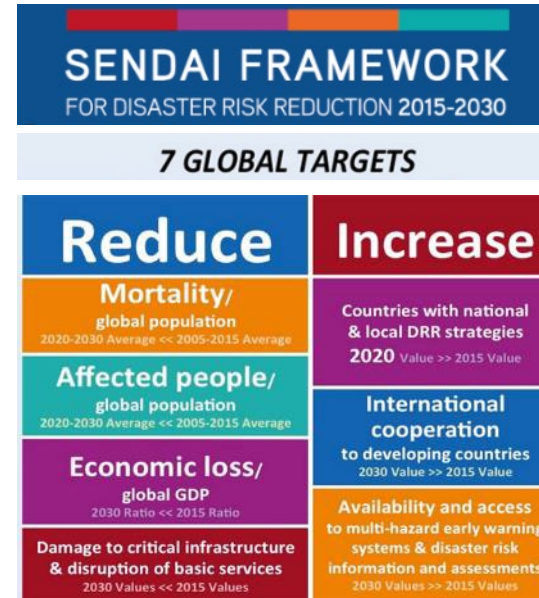 SENDAI FRAMEWORK
FOR DISASTER RISK REDUCTION 2015-2030
7 GLOBAL TARGETS
Reduce
Mortality/
global population
2020-2030 Average << 2005-2015 Average
Affected people/
global population
2020-2030 Average << 2005-2015 Average
Economic loss/
global GDP
2030 Ratio << 2015 Ratio
Damage to critical infrastructure
& disruption of basic services
2030 Values << 2015 Values
Increase
Countries with national
& local DRR strategies
2020 Value >> 2015 Value
International
cooperation
to developing countries
2030 Value >> 2015 Value
Availability and access
to multi-hazard early warning
systems & disaster risk
information and assessments
2030 Values >> 2015 Values